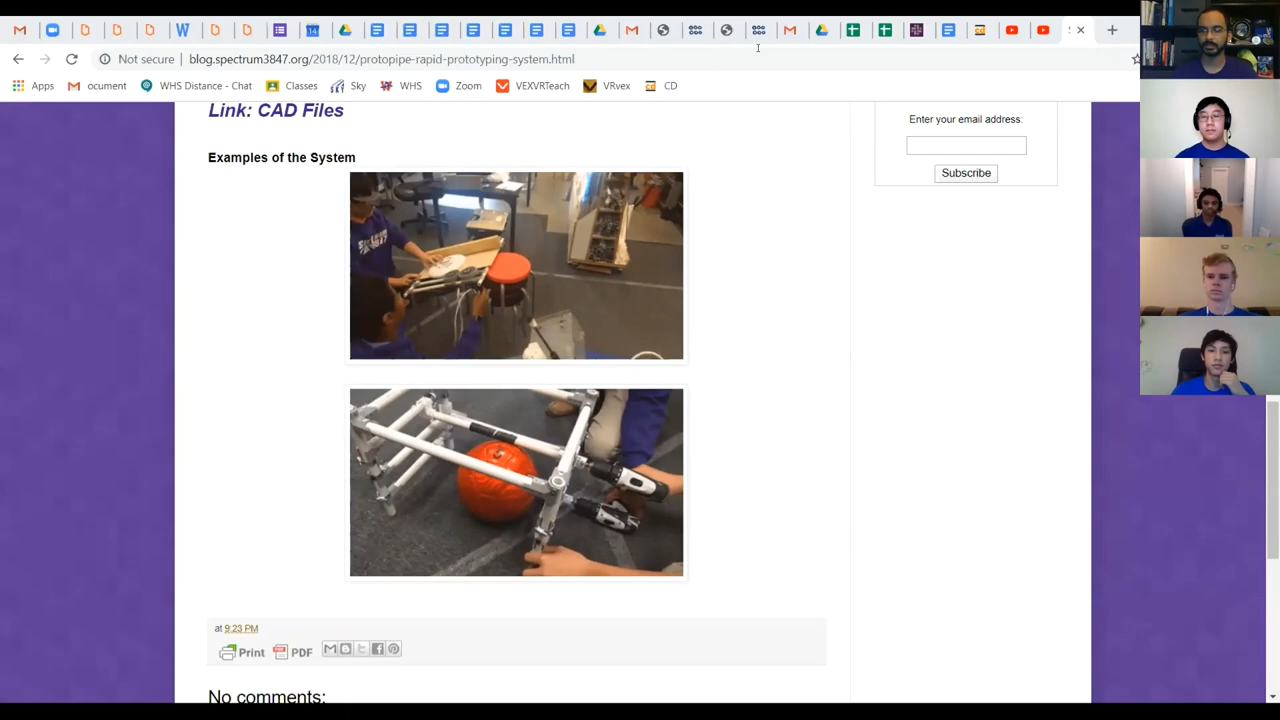 14
Not secure
blog.spectrum3847.org/2018/12/protopipe-rapid-prototyping-system.html
Apps
ocument
WHS Distance - Chat
Classes
Sky
WHS
Zoom
VEXVRTeach
VRvex
CD
Link: CAD Files
Enter your email address:
Subscribe
Examples of the System
at 9:23 PM
Print
PDF
No comments: